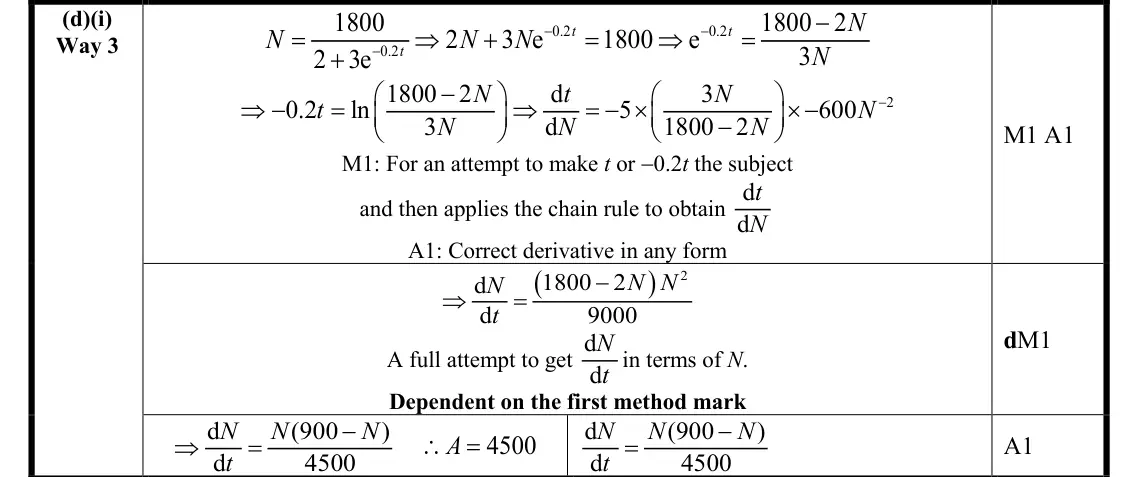 (d)(i)
Way 3
N = 1800/(2 + 3e^(−0.2t)) ⇒ 2N + 3Ne^(−0.2t) = 1800 ⇒ e^(−0.2t) = (1800 − 2N)/(3N)
⇒ −0.2t = ln((1800 − 2N)/(3N)) ⇒ dt/dN = −5 × (3N/(1800 − 2N)) × −600N^(−2)
M1: For an attempt to make t or −0.2t the subject
and then applies the chain rule to obtain dt/dN
A1: Correct derivative in any form
M1 A1
⇒ dN/dt = (1800 − 2N)N^2/9000
A full attempt to get dN/dt in terms of N.
Dependent on the first method mark
dM1
⇒ dN/dt = N(900 − N)/4500 ∴ A = 4500
dN/dt = N(900 − N)/4500
A1